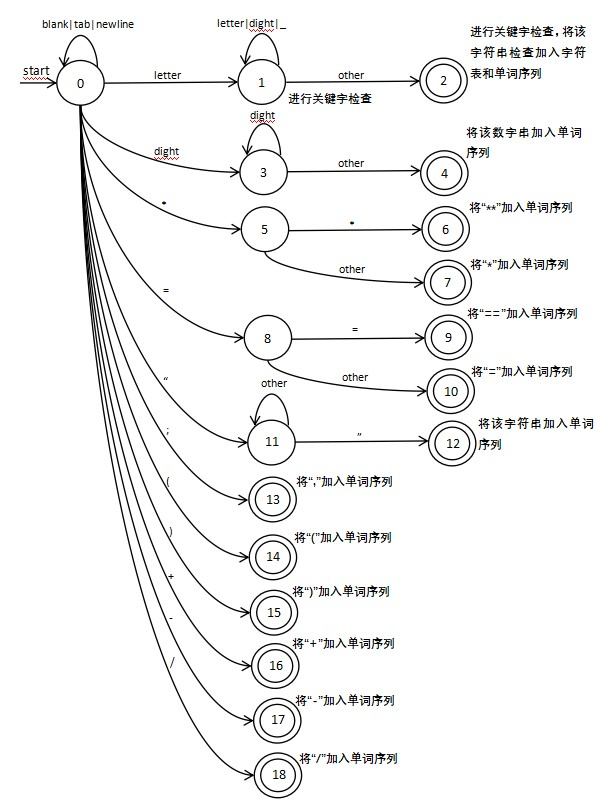 blank|tab|newline
letter|dight|_
start
0
letter
1
other
2
进行关键字检查，将该
字符串检查加入字符
表和单词序列
进行关键字检查
dight
dight
3
other
4
将该数字串加入单词
序列
*
5
*
6
将“**”加入单词序列
other
7
将“*”加入单词序列
=
8
=
9
将“==”加入单词序列
other
10
将“=”加入单词序列
“
other
11
”
12
将该字符串加入单词
序列
;
13
将“,”加入单词序列
(
14
将“(”加入单词序列
)
15
将“)”加入单词序列
+
16
将“+”加入单词序列
-
17
将“-”加入单词序列
/
18
将“/”加入单词序列